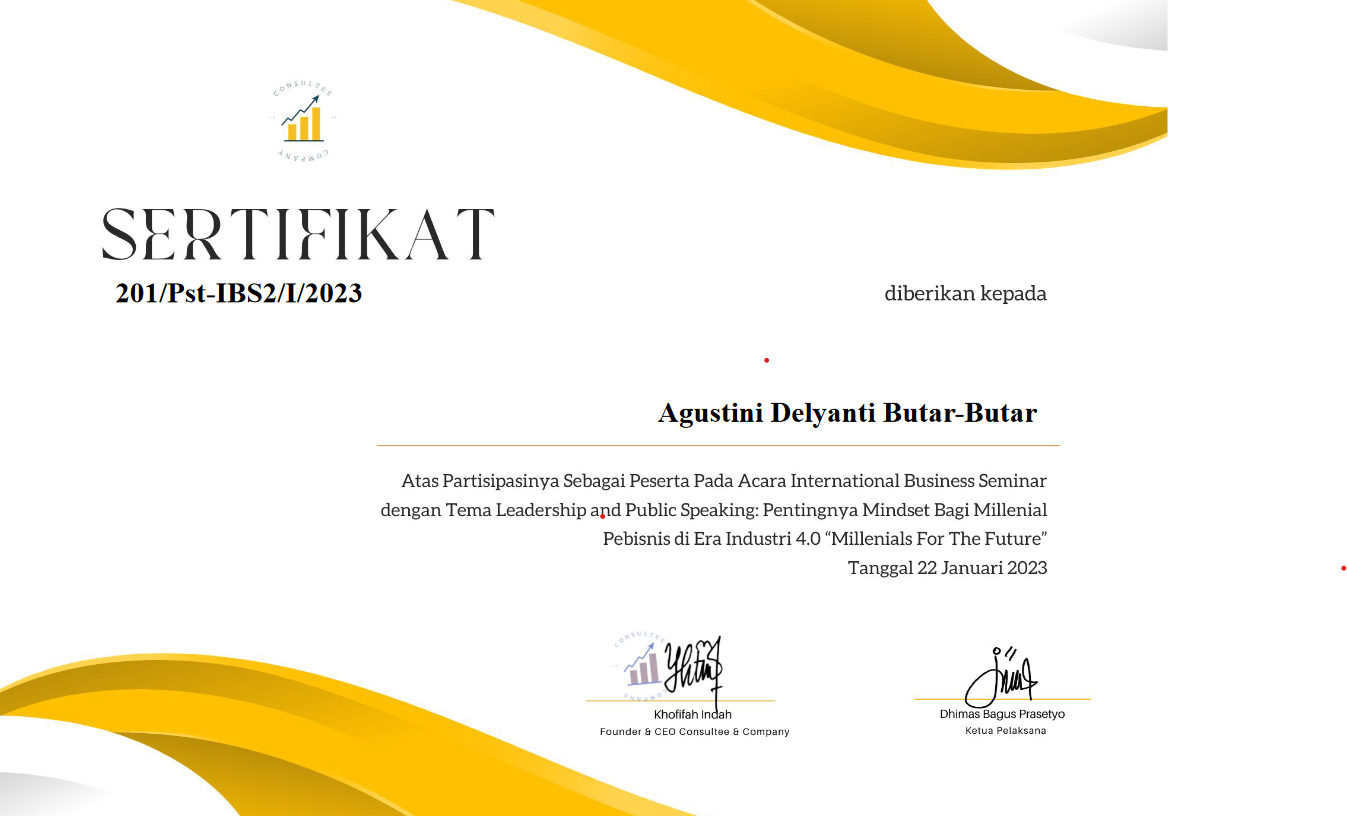 CONSULTEE
COMPANY
SERTIFIKAT
201/Pst-IBS2/I/2023
diberikan kepada
Agustini Delyanti Butar-Butar
Atas Partisipasinya Sebagai Peserta Pada Acara International Business Seminar
dengan Tema Leadership and Public Speaking: Pentingnya Mindset Bagi Millenial
Pebisnis di Era Industri 4.0 “Millenials For The Future”
Tanggal 22 Januari 2023
CONSULTEE
COMPANY
Khofifah Indah
Founder & CEO Consultee & Company
Dhimas Bagus Prasetyo
Ketua Pelaksana